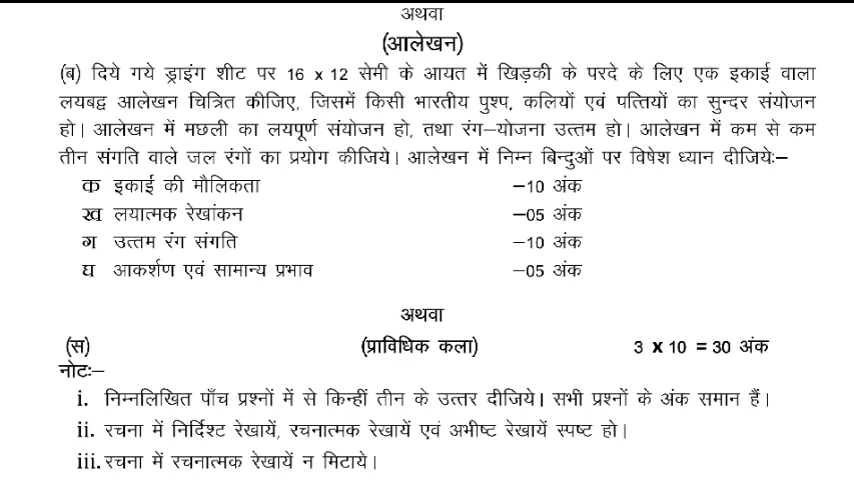 अथवा
(आलेखन)
(ब) दिये गये ड्राइंग शीट पर 16 x 12 सेमी के आयत में खिड़की के परदे के लिए एक इकाई वाला
लयबद्व आलेखन चित्रित कीजिए, जिसमें किसी भारतीय पुश्प, कलियों एवं पत्तियों का सुन्दर संयोजन
हो। आलेखन में मछली का लयपूर्ण संयोजन हो, तथा रंग–योजना उत्तम हो। आलेखन में कम से कम
तीन संगति वाले जल रंगों का प्रयोग कीजिये। आलेखन में निम्न बिन्दुओं पर विषेश ध्यान दीजियेः–
क इकाई की मौलिकता –10 अंक
ख लयात्मक रेखांकन –05 अंक
ग उत्तम रंग संगति –10 अंक
घ आकर्शण एवं सामान्य प्रभाव –05 अंक
अथवा
(स) (प्राविधिक कला) 3 x 10 = 30 अंक
नोटः–
i. निम्नलिखित पाँच प्रश्नों में से किन्हीं तीन के उत्तर दीजिये। सभी प्रश्नों के अंक समान हैं।
ii. रचना में निर्दिश्ट रेखायें, रचनात्मक रेखायें एवं अभीष्ट रेखायें स्पष्ट हो।
iii. रचना में रचनात्मक रेखायें न मिटाये।